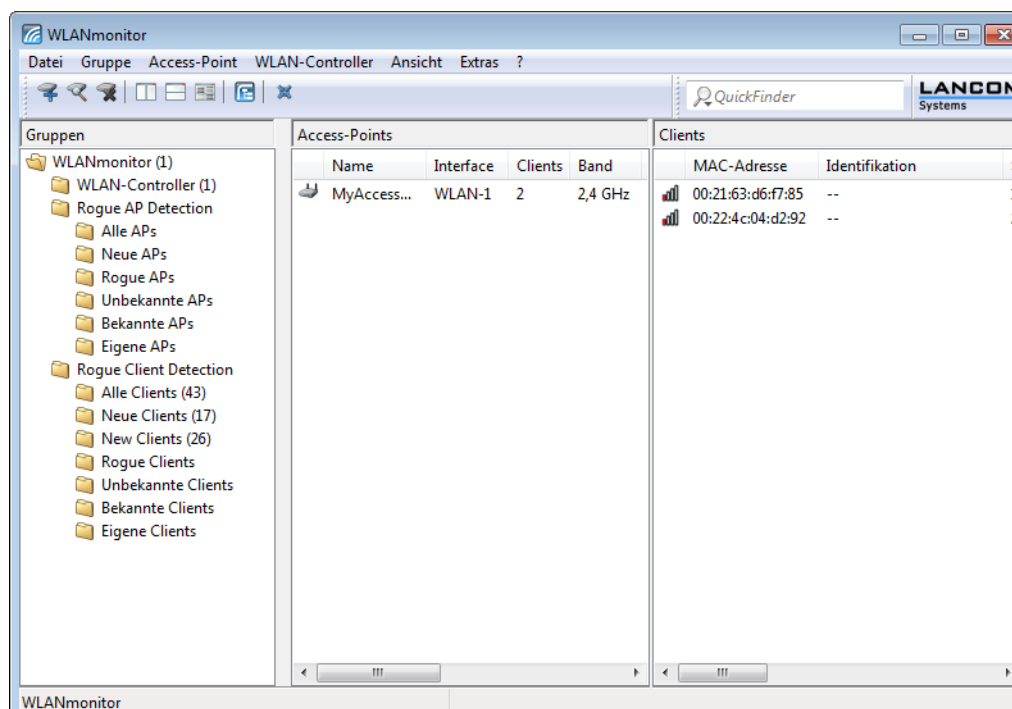 WLANmonitor
Datei Gruppe Access-Point WLAN-Controller Ansicht Extras ?
QuickFinder
LANCOM
Systems
Gruppen
WLANmonitor (1)
WLAN-Controller (1)
Rogue AP Detection
Alle APs
Neue APs
Rogue APs
Unbekannte APs
Bekannte APs
Eigene APs
Rogue Client Detection
Alle Clients (43)
Neue Clients (17)
New Clients (26)
Rogue Clients
Unbekannte Clients
Bekannte Clients
Eigene Clients
Access-Points
Name Interface Clients Band
MyAccess... WLAN-1 2 2,4 GHz
Clients
MAC-Adresse Identifikation
00:21:63:d6:f7:85 --
00:22:4c:04:d2:92 --
WLANmonitor